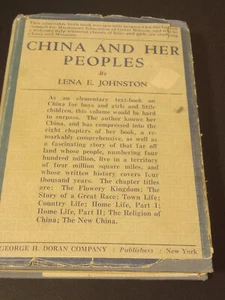 CHINA AND HER
PEOPLES
By
LENA E. JOHNSTON
As an elementary text-book on
China for boys and girls and little
children, this volume would be hard
to surpass. The author knows her
China, and has compressed into the
eight chapters of her book, a re-
markably comprehensive, as well as
a fascinating story of that far off
land whose people, numbering four
hundred million, live in a territory
of four million square miles, and
whose written history covers four
thousand years. The chapter titles
are: The Flowery Kingdom; The
Story of a Great Race; Town Life;
Country Life; Home Life, Part I;
Home Life, Part II; The Religion of
China; The New China.
GEORGE H. DORAN COMPANY Publishers New York